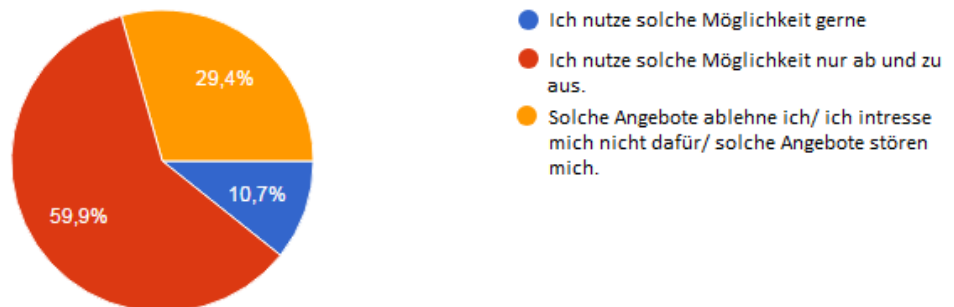 29,4%
10,7%
59,9%
Ich nutze solche Möglichkeit gerne
Ich nutze solche Möglichkeit nur ab und zu
aus.
Solche Angebote ablehne ich/ ich intresse
mich nicht dafür/ solche Angebote stören
mich.